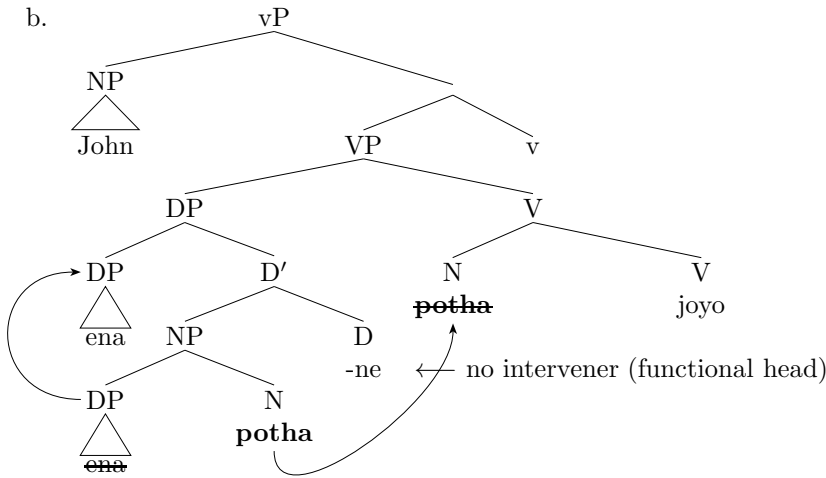 b.
vP
NP
John
VP v
DP V
DP D′ N V
potha joyo
ena NP D
-ne ⟵ no intervener (functional head)
DP N
potha
ena